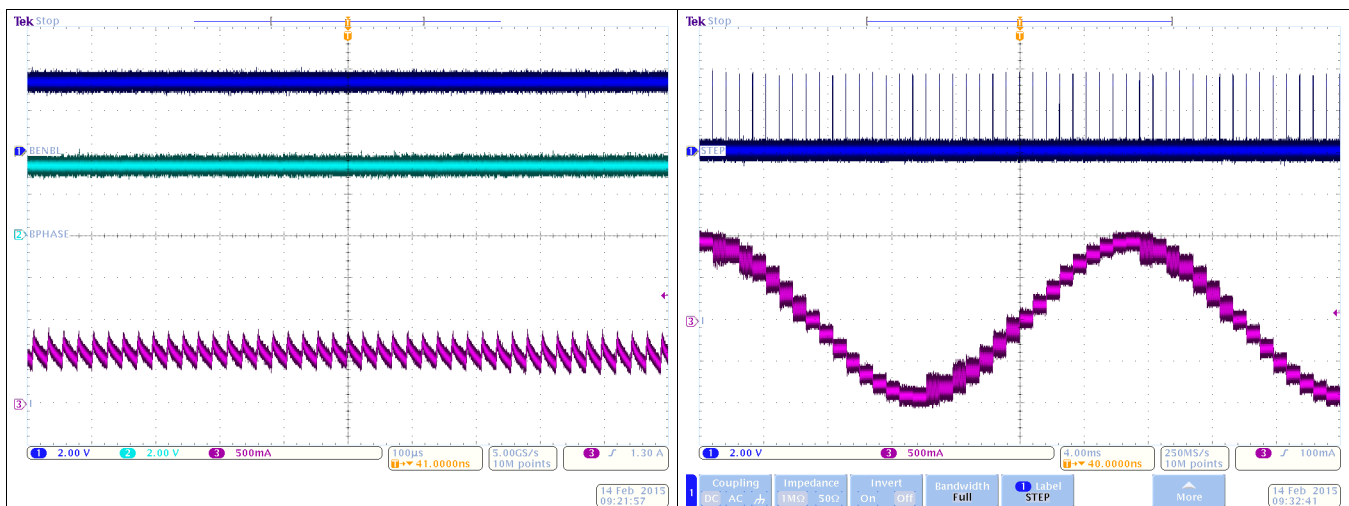 Tek Stop
T
T
1 BENBL
2 BPHASE
3 I
1 2.00 V 2 2.00 V 3 500mA
100µs
T→▾ 41.0000ns
5.00GS/s
10M points
3 ∫ 1.30 A
14 Feb 2015
09:21:57
Tek Stop
T
T
1 STEP
3 I
1 2.00 V 3 500mA
4.00ms
T→▾ 40.0000ns
250MS/s
10M points
3 ∫ 100mA
1
Coupling
DC AC
Impedance
1MΩ 50Ω
Invert
On Off
Bandwidth
Full
1 Label
STEP
More
14 Feb 2015
09:32:41